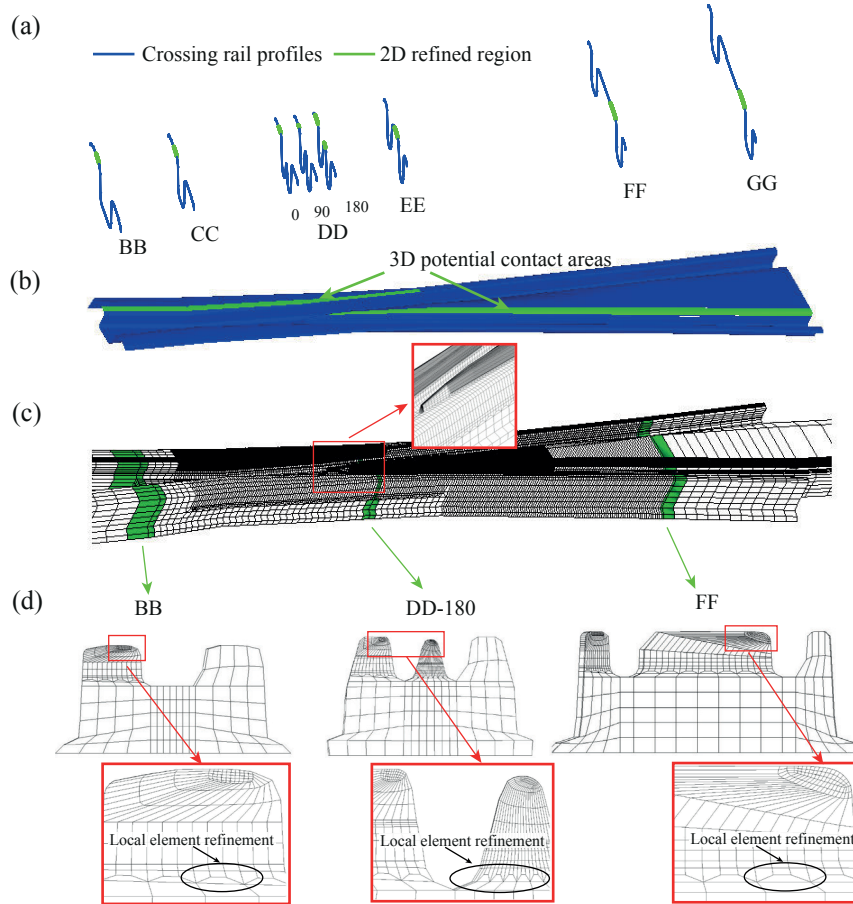 (a)
Crossing rail profiles
2D refined region
BB
CC
0 90 180
DD
EE
FF
GG
(b)
3D potential contact areas
(c)
(d)
BB
DD-180
FF
Local element refinement
Local element refinement
Local element refinement